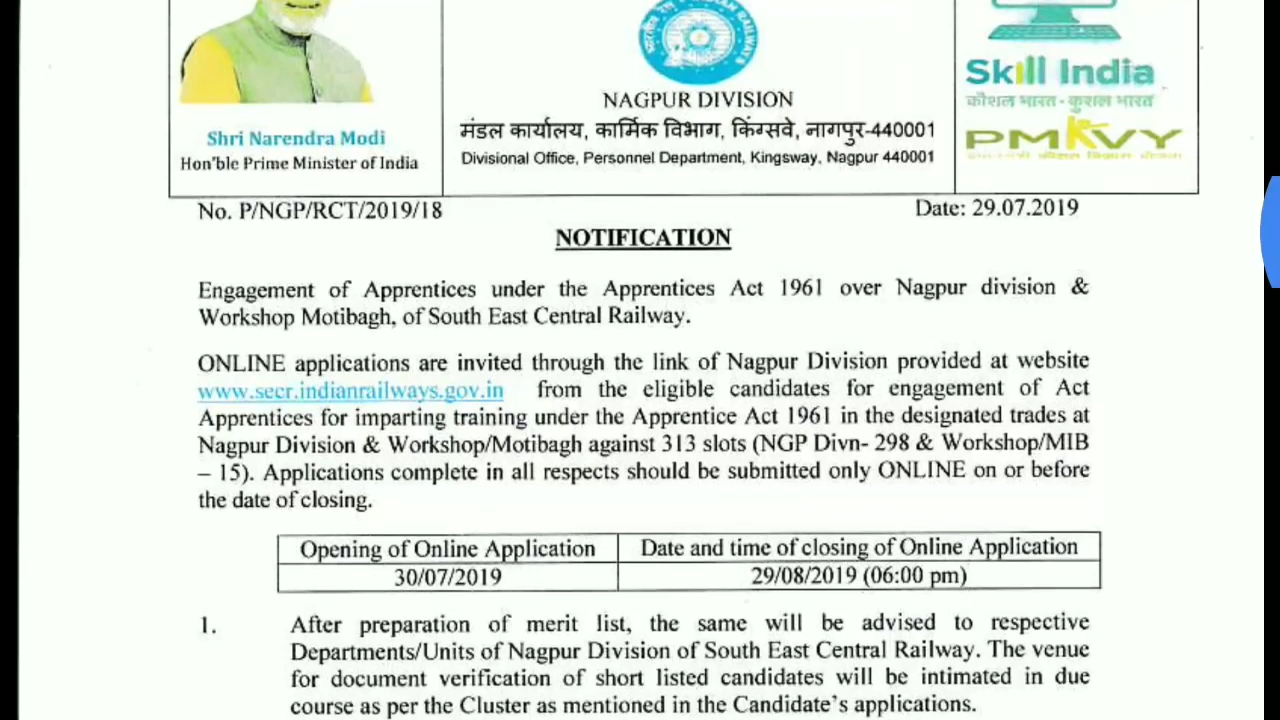 Shri Narendra Modi
Hon'ble Prime Minister of India
NAGPUR DIVISION
मंडल कार्यालय, कार्मिक विभाग, किंग्सवे, नागपुर-440001
Divisional Office, Personnel Department, Kingsway, Nagpur 440001
Skill India
कौशल भारत - कुशल भारत
PMKVY
No. P/NGP/RCT/2019/18 Date: 29.07.2019
NOTIFICATION
Engagement of Apprentices under the Apprentices Act 1961 over Nagpur division &
Workshop Motibagh, of South East Central Railway.
ONLINE applications are invited through the link of Nagpur Division provided at website
www.secr.indianrailways.gov.in from the eligible candidates for engagement of Act
Apprentices for imparting training under the Apprentice Act 1961 in the designated trades at
Nagpur Division & Workshop/Motibagh against 313 slots (NGP Divn- 298 & Workshop/MIB
– 15). Applications complete in all respects should be submitted only ONLINE on or before
the date of closing.
Opening of Online Application Date and time of closing of Online Application
30/07/2019 29/08/2019 (06:00 pm)
1. After preparation of merit list, the same will be advised to respective
Departments/Units of Nagpur Division of South East Central Railway. The venue
for document verification of short listed candidates will be intimated in due
course as per the Cluster as mentioned in the Candidate's applications.